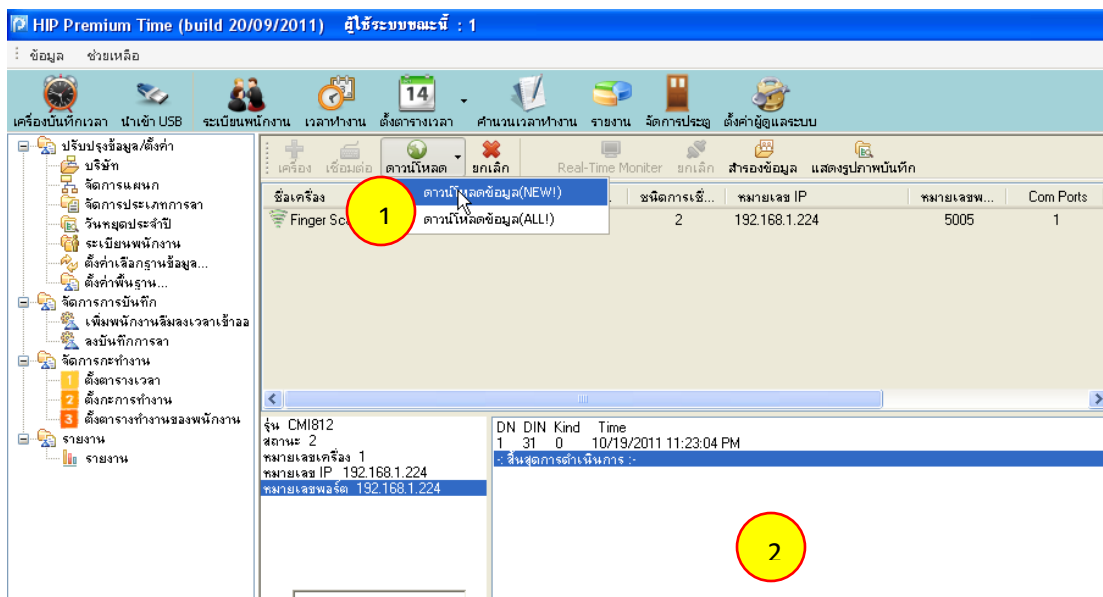 HIP Premium Time (build 20/09/2011) ผู้ใช้ระบบขณะนี้ : 1
ข้อมูล ช่วยเหลือ
14
เครื่องบันทึกเวลา นำเข้า USB ระเบียนพนักงาน เวลาทำงาน ตั้งตารางเวลา คำนวนเวลาทำงาน รายงาน จัดการประตู ตั้งค่าผู้ดูแลระบบ
ปรับปรุงข้อมูล/ตั้งค่า
บริษัท
จัดการแผนก
จัดการประเภทการลา
วันหยุดประจำปี
ระเบียนพนักงาน
ตั้งค่าเลือกฐานข้อมูล...
ตั้งค่าพื้นฐาน...
จัดการการบันทึก
เพิ่มพนักงานลืมลงเวลาเข้าออ
ลงบันทึกการลา
จัดการกะทำงาน
1 ตั้งตารางเวลา
2 ตั้งกะการทำงาน
3 ตั้งตารางทำงานของพนักงาน
รายงาน
รายงาน
เครื่อง เชื่อมต่อ ดาวน์โหลด ยกเลิก Real-Time Moniter ยกเลิก สำรองข้อมูล แสดงรูปภาพบันทึก
ดาวน์โหลดข้อมูล(NEW!)
ดาวน์โหลดข้อมูล(ALL!)
1
ชื่อเครื่อง ชนิดการเชื่... หมายเลข IP หมายเลขพ... Com Ports
Finger Sc 2 192.168.1.224 5005 1
รุ่น CMI812
สถานะ 2
หมายเลขเครื่อง 1
หมายเลข IP 192.168.1.224
หมายเลขพอร์ต 192.168.1.224
DN DIN Kind Time
1 31 0 10/19/2011 11:23:04 PM
-: สิ้นสุดการดำเนินการ :-
2